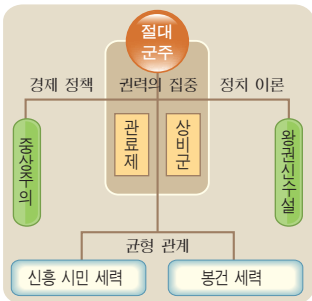 절대
군주
경제 정책 권력의 집중 정치 이론
중상주의
관료제
상비군
왕권신수설
균형 관계
신흥 시민 세력 봉건 세력